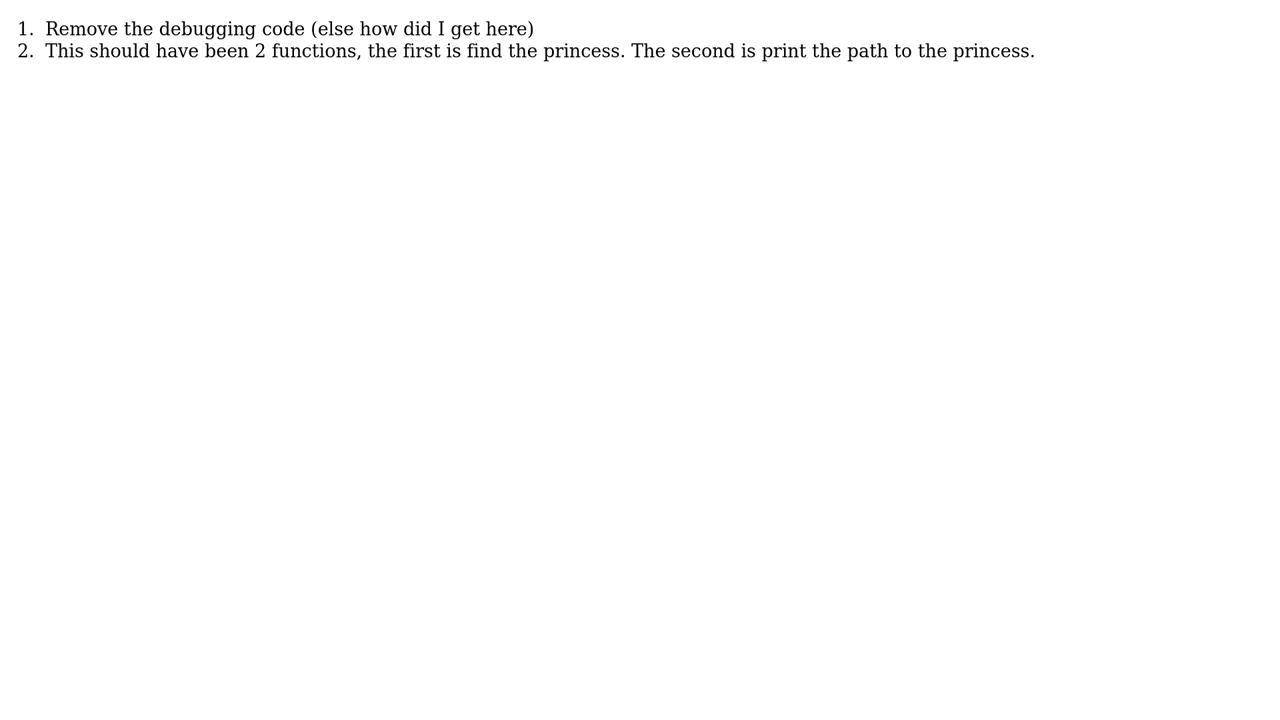 1. Remove the debugging code (else how did I get here)
2. This should have been 2 functions, the first is find the princess. The second is print the path to the princess.